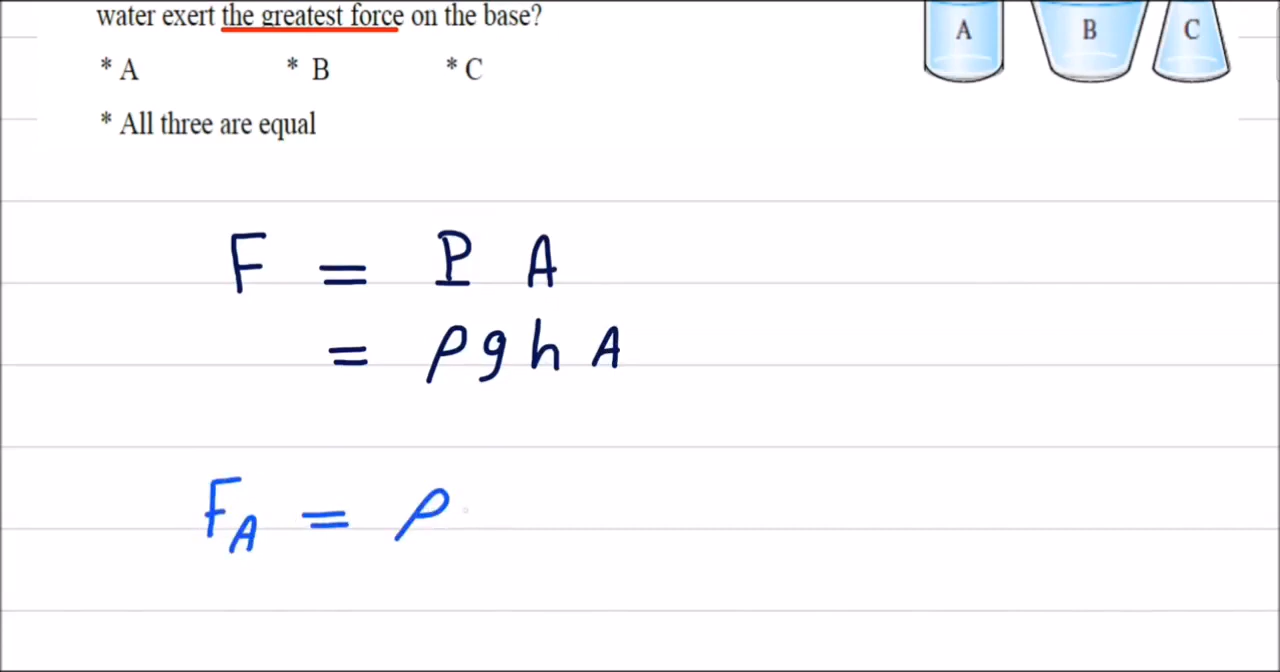 water exert the greatest force on the base?
A B C
* A * B * C
* All three are equal
F = P A
= ρ g h A
F_A = ρ